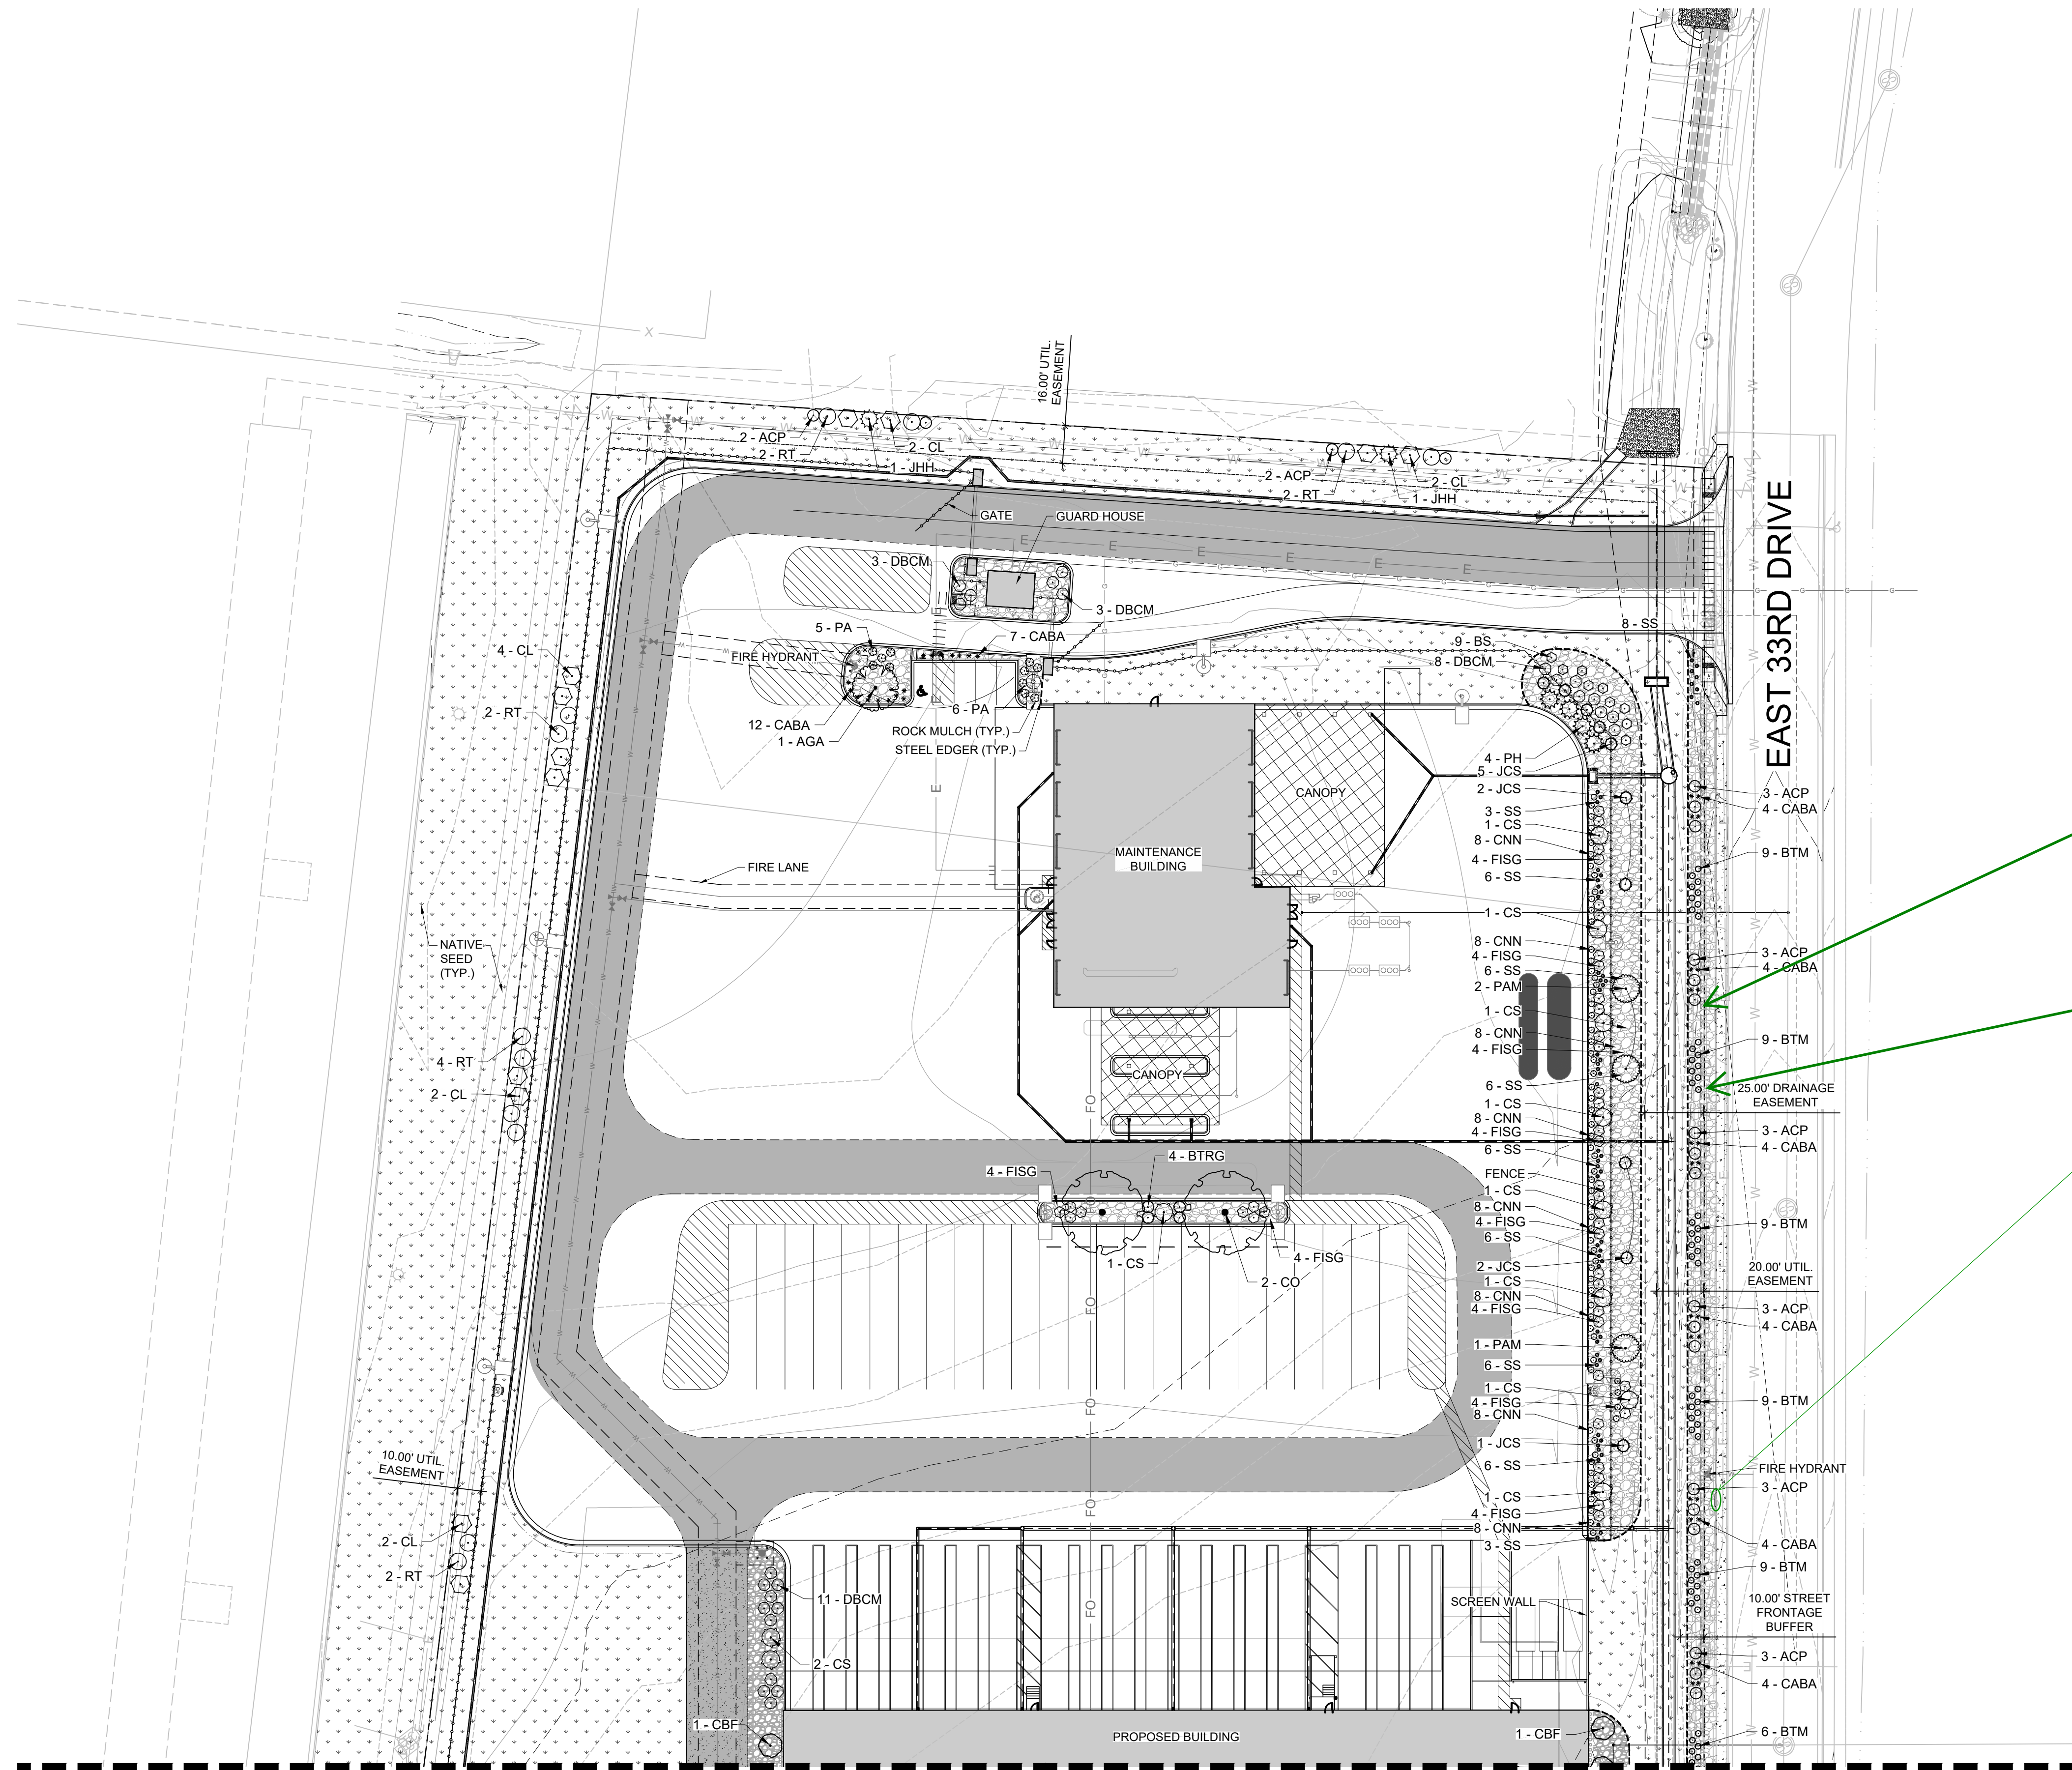 16.00' UTIL.
EASEMENT
2 - ACP
2 - RT
1 - JHH
2 - CL
2 - ACP
2 - RT
2 - CL
1 - JHH
GATE
GUARD HOUSE
EAST 33RD DRIVE
3 - DBCM
3 - DBCM
5 - PA
7 - CABA
FIRE HYDRANT
12 - CABA
1 - AGA
6 - PA
ROCK MULCH (TYP.)
STEEL EDGER (TYP.)
8 - SS
9 - BS
8 - DBCM
4 - CL
2 - RT
4 - PH
5 - JCS
2 - JCS
3 - SS
1 - CS
8 - CNN
4 - FISG
6 - SS
1 - CS
8 - CNN
4 - FISG
6 - SS
2 - PAM
1 - CS
8 - CNN
4 - FISG
6 - SS
1 - CS
8 - CNN
4 - FISG
6 - SS
FENCE
1 - CS
8 - CNN
4 - FISG
6 - SS
2 - JCS
1 - CS
8 - CNN
4 - FISG
1 - PAM
6 - SS
1 - CS
4 - FISG
8 - CNN
1 - JCS
6 - SS
1 - CS
4 - FISG
8 - CNN
3 - SS
3 - ACP
4 - CABA
9 - BTM
3 - ACP
4 - CABA
9 - BTM
25.00' DRAINAGE
EASEMENT
3 - ACP
4 - CABA
9 - BTM
20.00' UTIL.
EASEMENT
3 - ACP
4 - CABA
9 - BTM
FIRE HYDRANT
3 - ACP
4 - CABA
9 - BTM
10.00' STREET
FRONTAGE
BUFFER
3 - ACP
4 - CABA
6 - BTM
CANOPY
MAINTENANCE
BUILDING
FIRE LANE
CANOPY
NATIVE
SEED
(TYP.)
4 - RT
2 - CL
4 - FISG
4 - BTRG
1 - CS
4 - FISG
2 - CO
10.00' UTIL.
EASEMENT
2 - CL
2 - RT
11 - DBCM
2 - CS
1 - CBF
SCREEN WALL
PROPOSED BUILDING
1 - CBF
E
E
E
E
E
E
E
FO
FO
FO
FO
FO
X